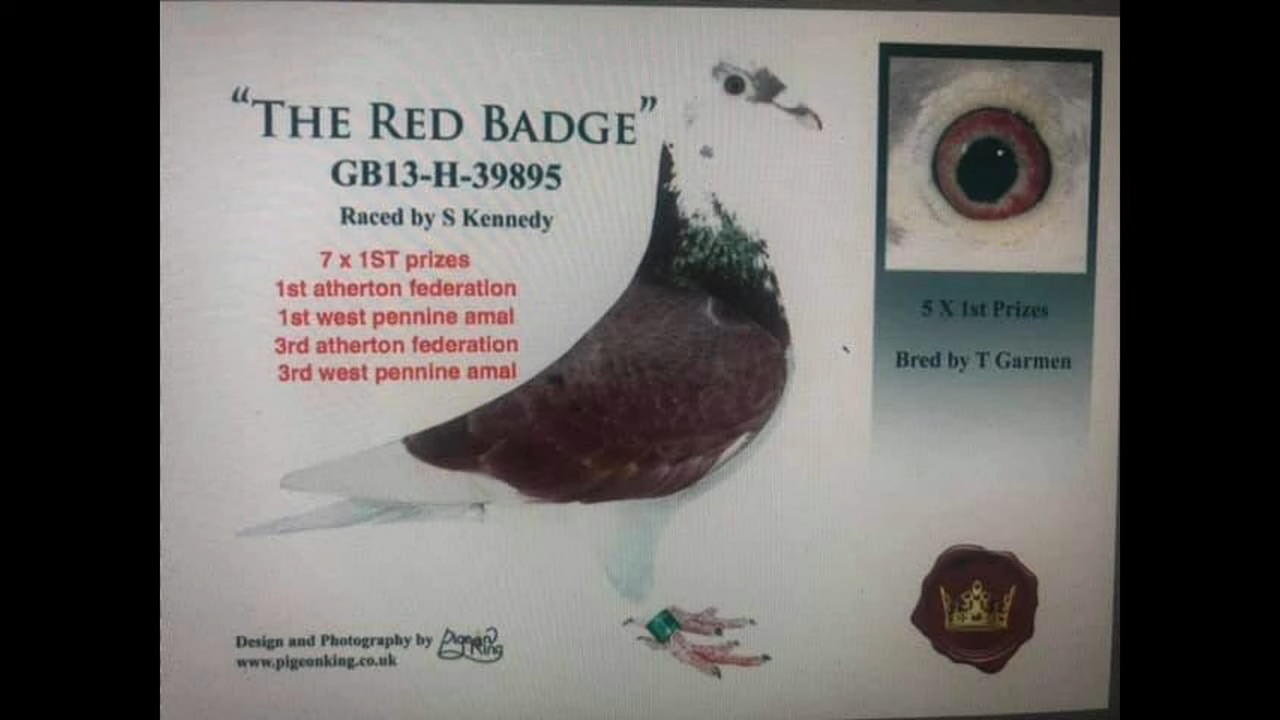 "THE RED BADGE"
GB13-H-39895
Raced by S Kennedy
7 x 1ST prizes
1st atherton federation
1st west pennine amal
3rd atherton federation
3rd west pennine amal
5 X 1st Prizes
Bred by T Garmen
Design and Photography by Pigeon King
www.pigeonking.co.uk